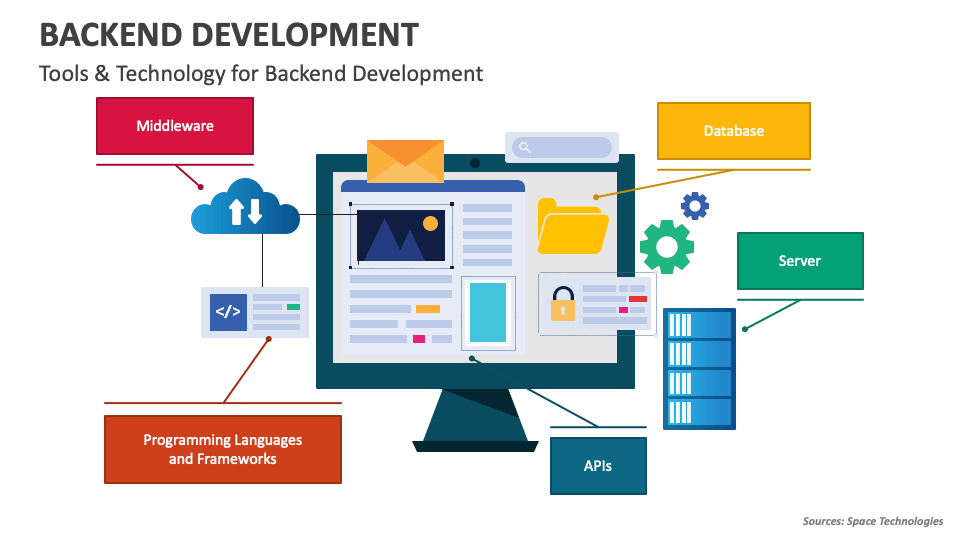 BACKEND DEVELOPMENT
Tools & Technology for Backend Development
Middleware
Database
Server
</>
Programming Languages
and Frameworks
APIs
Sources: Space Technologies